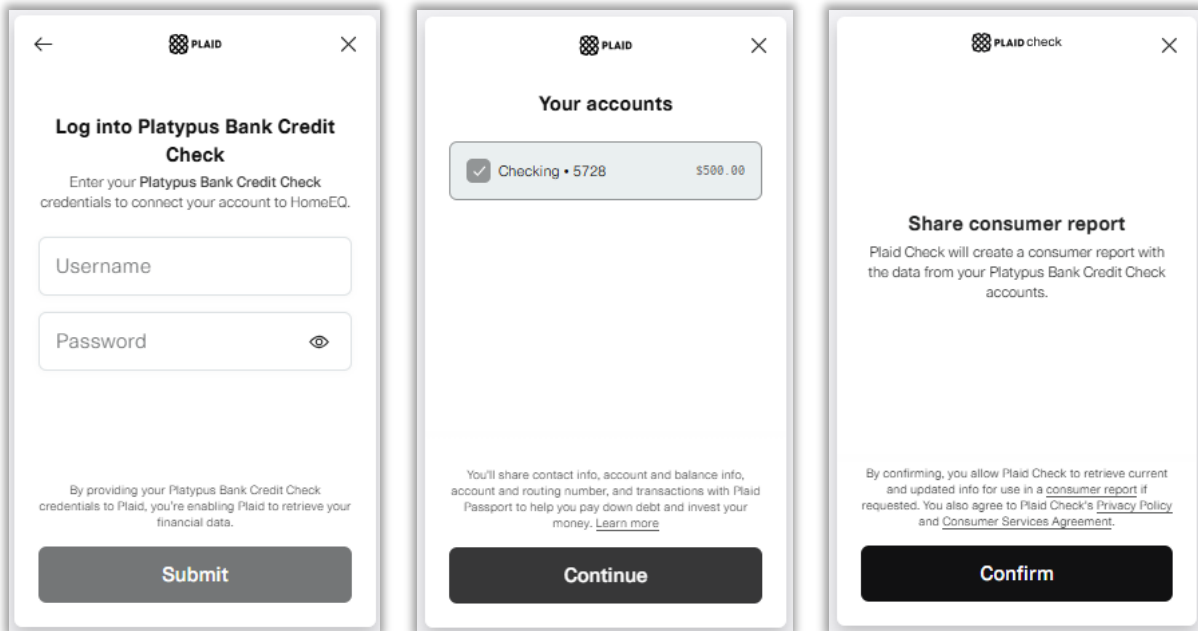 PLAID
Log into Platypus Bank Credit
Check
Enter your Platypus Bank Credit Check
credentials to connect your account to HomeEQ.
Username
Password
By providing your Platypus Bank Credit Check
credentials to Plaid, you're enabling Plaid to retrieve your
financial data.
Submit
PLAID
Your accounts
Checking • 5728
$500.00
You'll share contact info, account and balance info,
account and routing number, and transactions with Plaid
Passport to help you pay down debt and invest your
money. Learn more
Continue
PLAID check
Share consumer report
Plaid Check will create a consumer report with
the data from your Platypus Bank Credit Check
accounts.
By confirming, you allow Plaid Check to retrieve current
and updated info for use in a consumer report if
requested. You also agree to Plaid Check's Privacy Policy
and Consumer Services Agreement.
Confirm